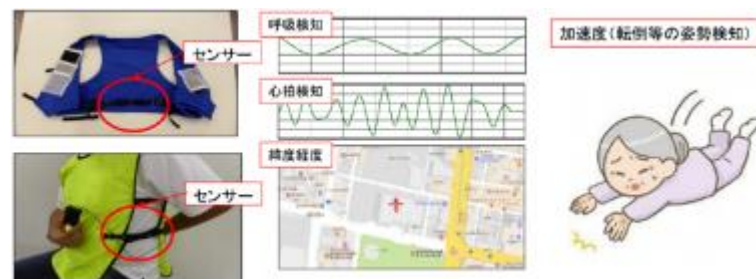 センサー
センサー
呼吸検知
心拍検知
緯度経度
加速度(転倒等の姿勢検知)